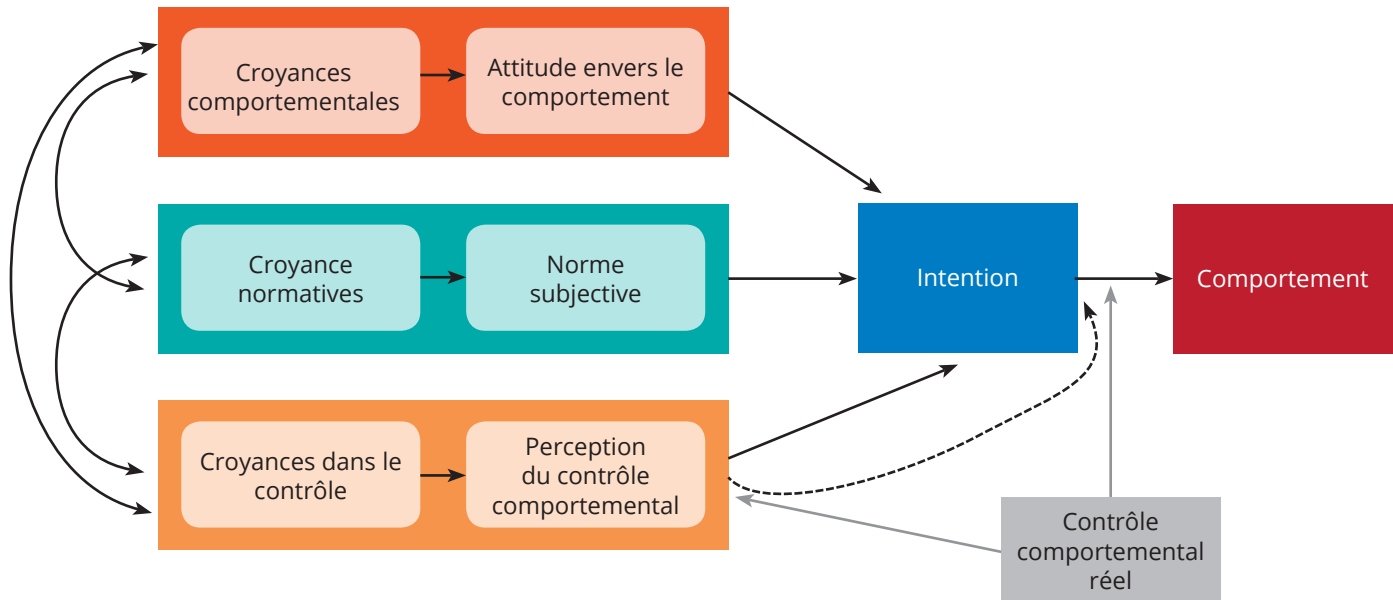 Croyances
comportementales
Attitude envers le
comportement
Croyance
normatives
Norme
subjective
Intention
Comportement
Croyances dans le
contrôle
Perception
du contrôle
comportemental
Contrôle
comportemental
réel